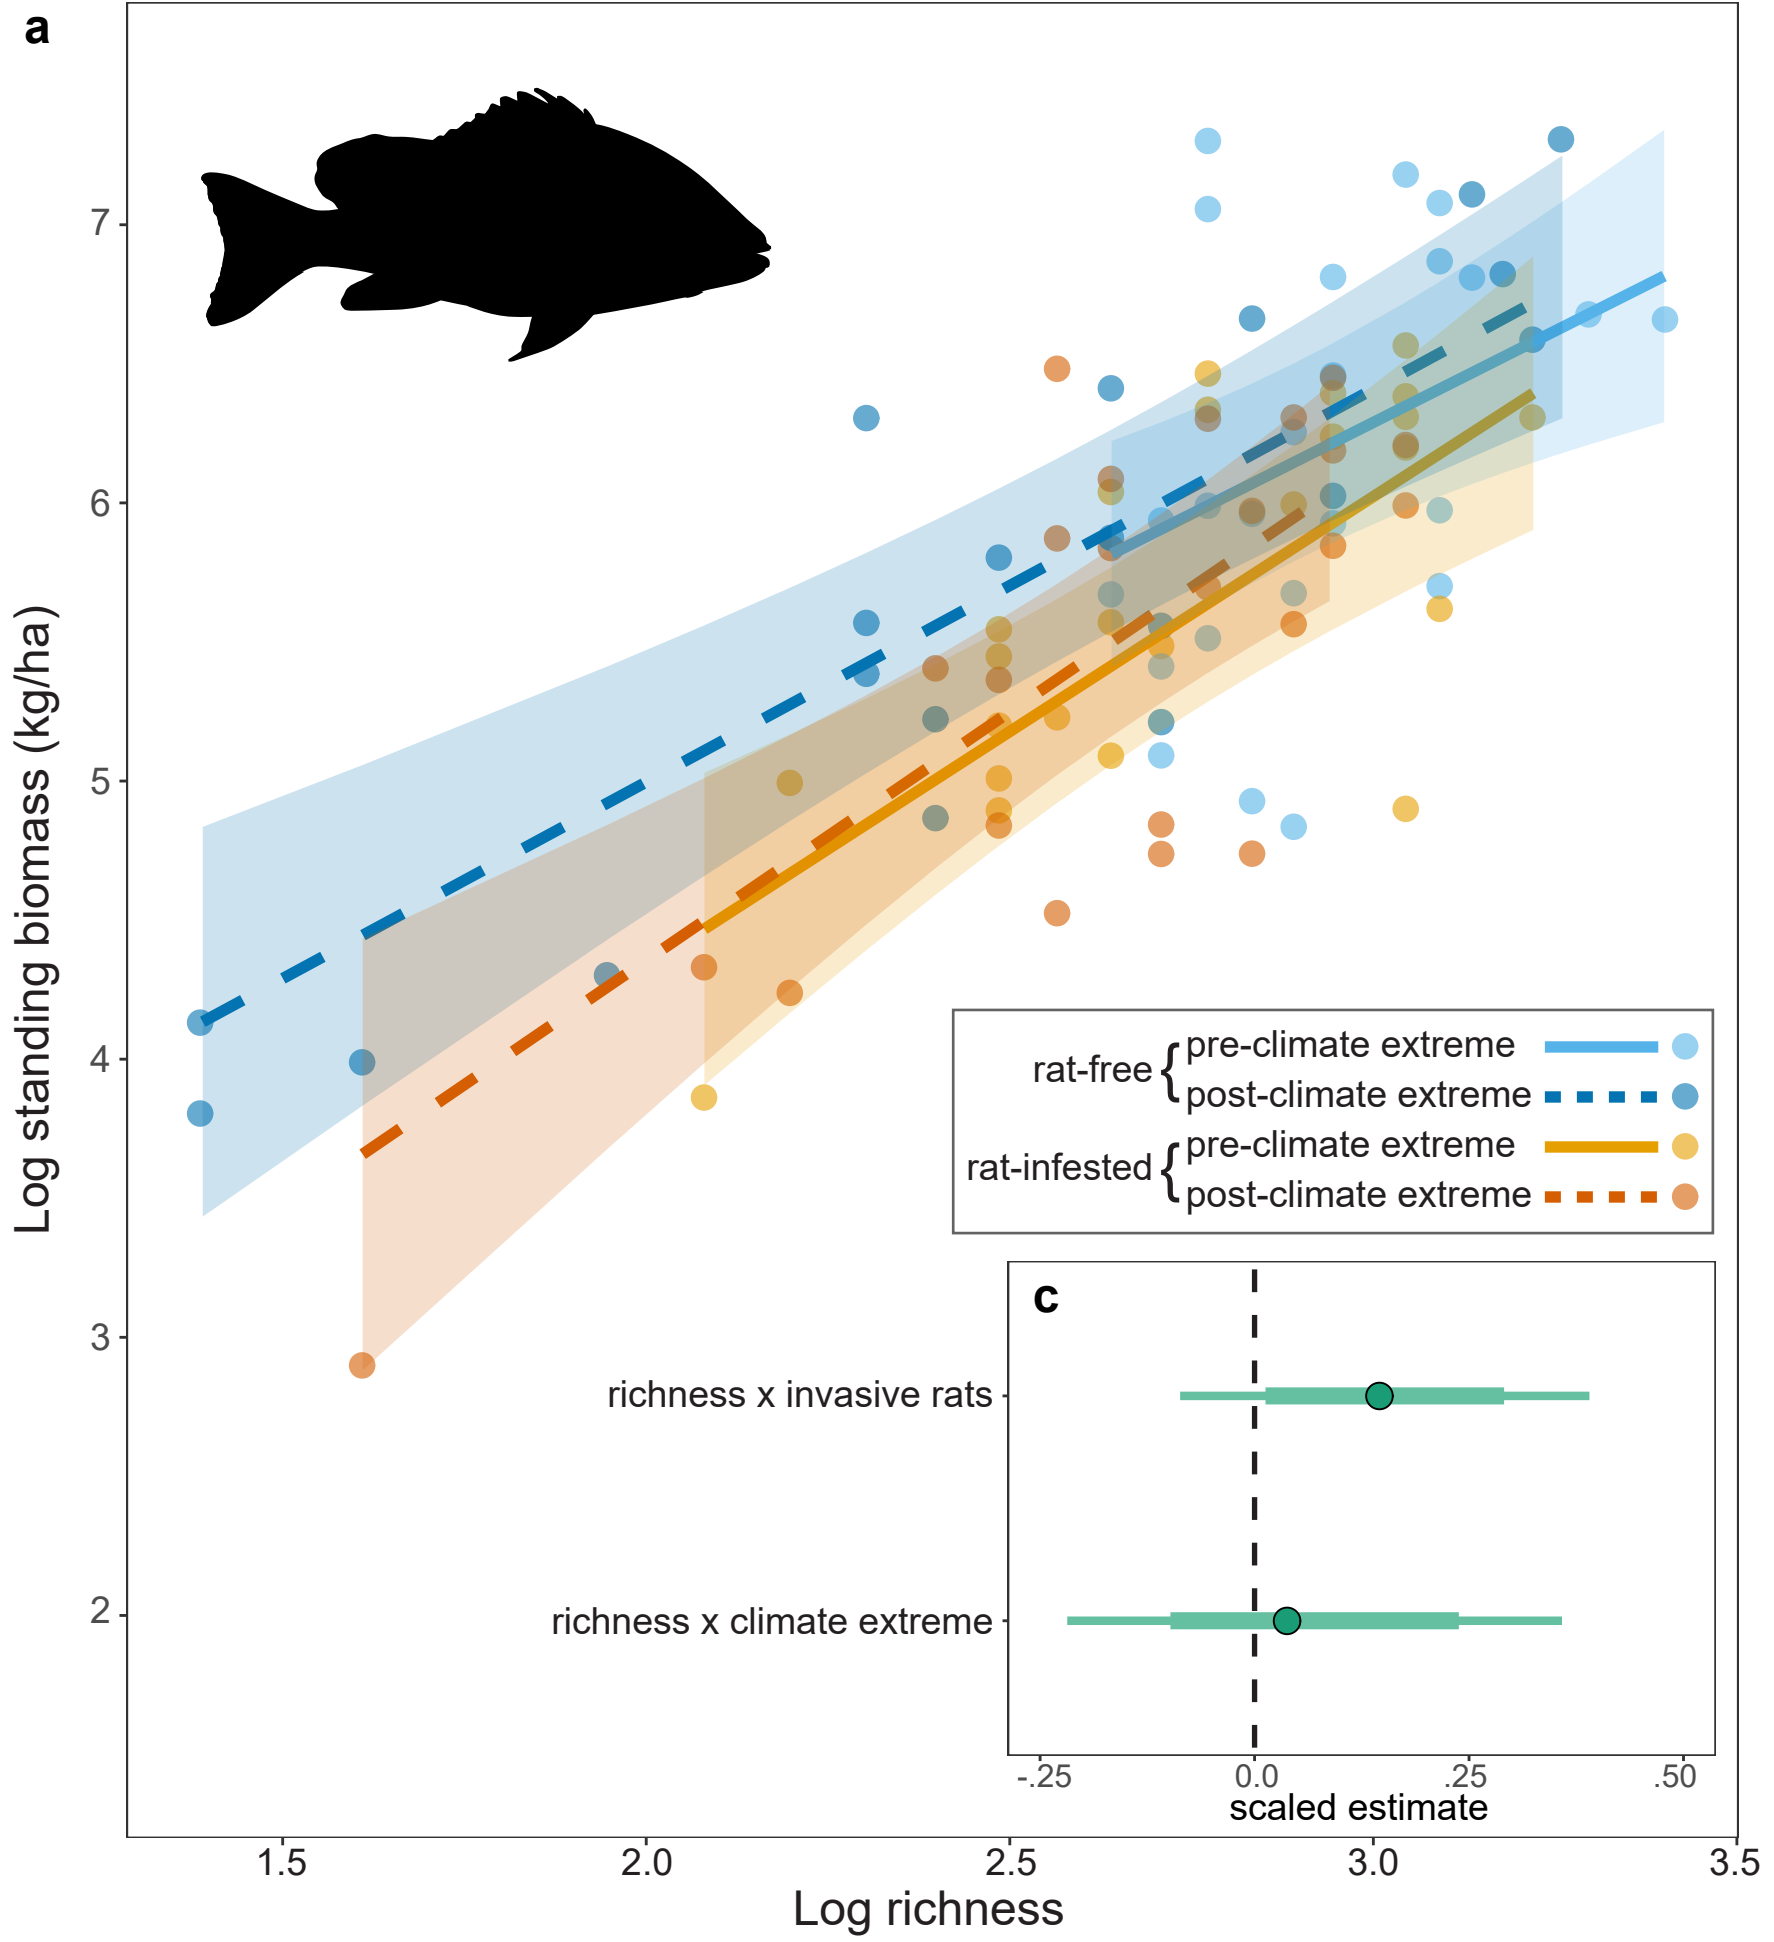 a
Log standing biomass (kg/ha)
7
6
5
4
3
2
rat-free { pre-climate extreme
post-climate extreme
rat-infested { pre-climate extreme
post-climate extreme
c
richness x invasive rats
richness x climate extreme
-.25 0.0 .25 .50
scaled estimate
1.5 2.0 2.5 3.0 3.5
Log richness